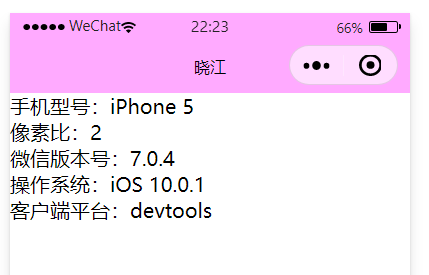 WeChat 22:23 66%
晓江
手机型号：iPhone 5
像素比：2
微信版本号：7.0.4
操作系统：iOS 10.0.1
客户端平台：devtools